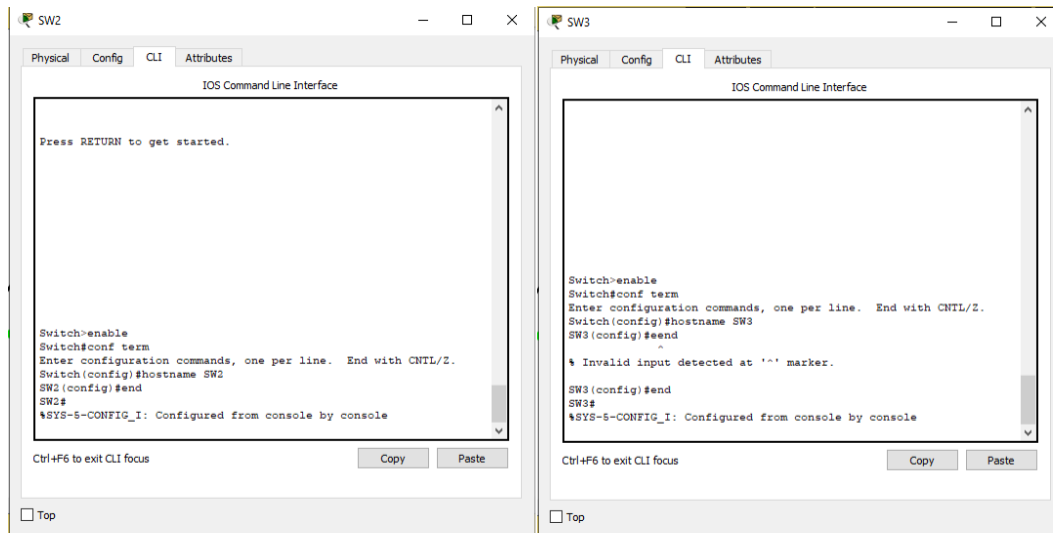 SW2
Physical Config CLI Attributes
IOS Command Line Interface
Press RETURN to get started.
Switch>enable
Switch#conf term
Enter configuration commands, one per line.  End with CNTL/Z.
Switch(config)#hostname SW2
SW2(config)#end
SW2#
%SYS-5-CONFIG_I: Configured from console by console
Ctrl+F6 to exit CLI focus
Copy Paste
Top
SW3
Physical Config CLI Attributes
IOS Command Line Interface
Switch>enable
Switch#conf term
Enter configuration commands, one per line.  End with CNTL/Z.
Switch(config)#hostname SW3
SW3(config)#eend
^
% Invalid input detected at '^' marker.
SW3(config)#end
SW3#
%SYS-5-CONFIG_I: Configured from console by console
Ctrl+F6 to exit CLI focus
Copy Paste
Top